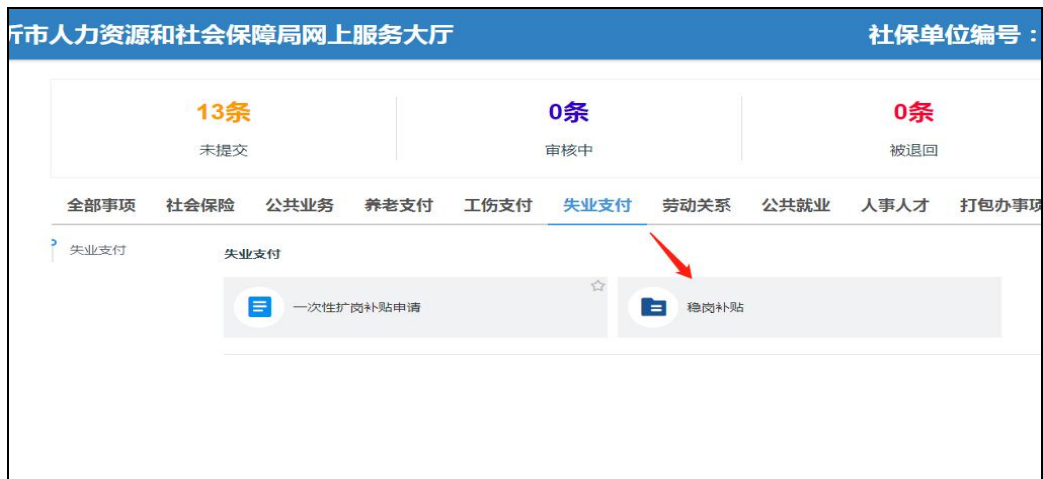 市人力资源和社会保障局网上服务大厅 社保单位编号：
13条 0条 0条
未提交 审核中 被退回
全部事项 社会保险 公共业务 养老支付 工伤支付 失业支付 劳动关系 公共就业 人事人才 打包办事项
失业支付
失业支付
一次性扩岗补贴申请 稳岗补贴